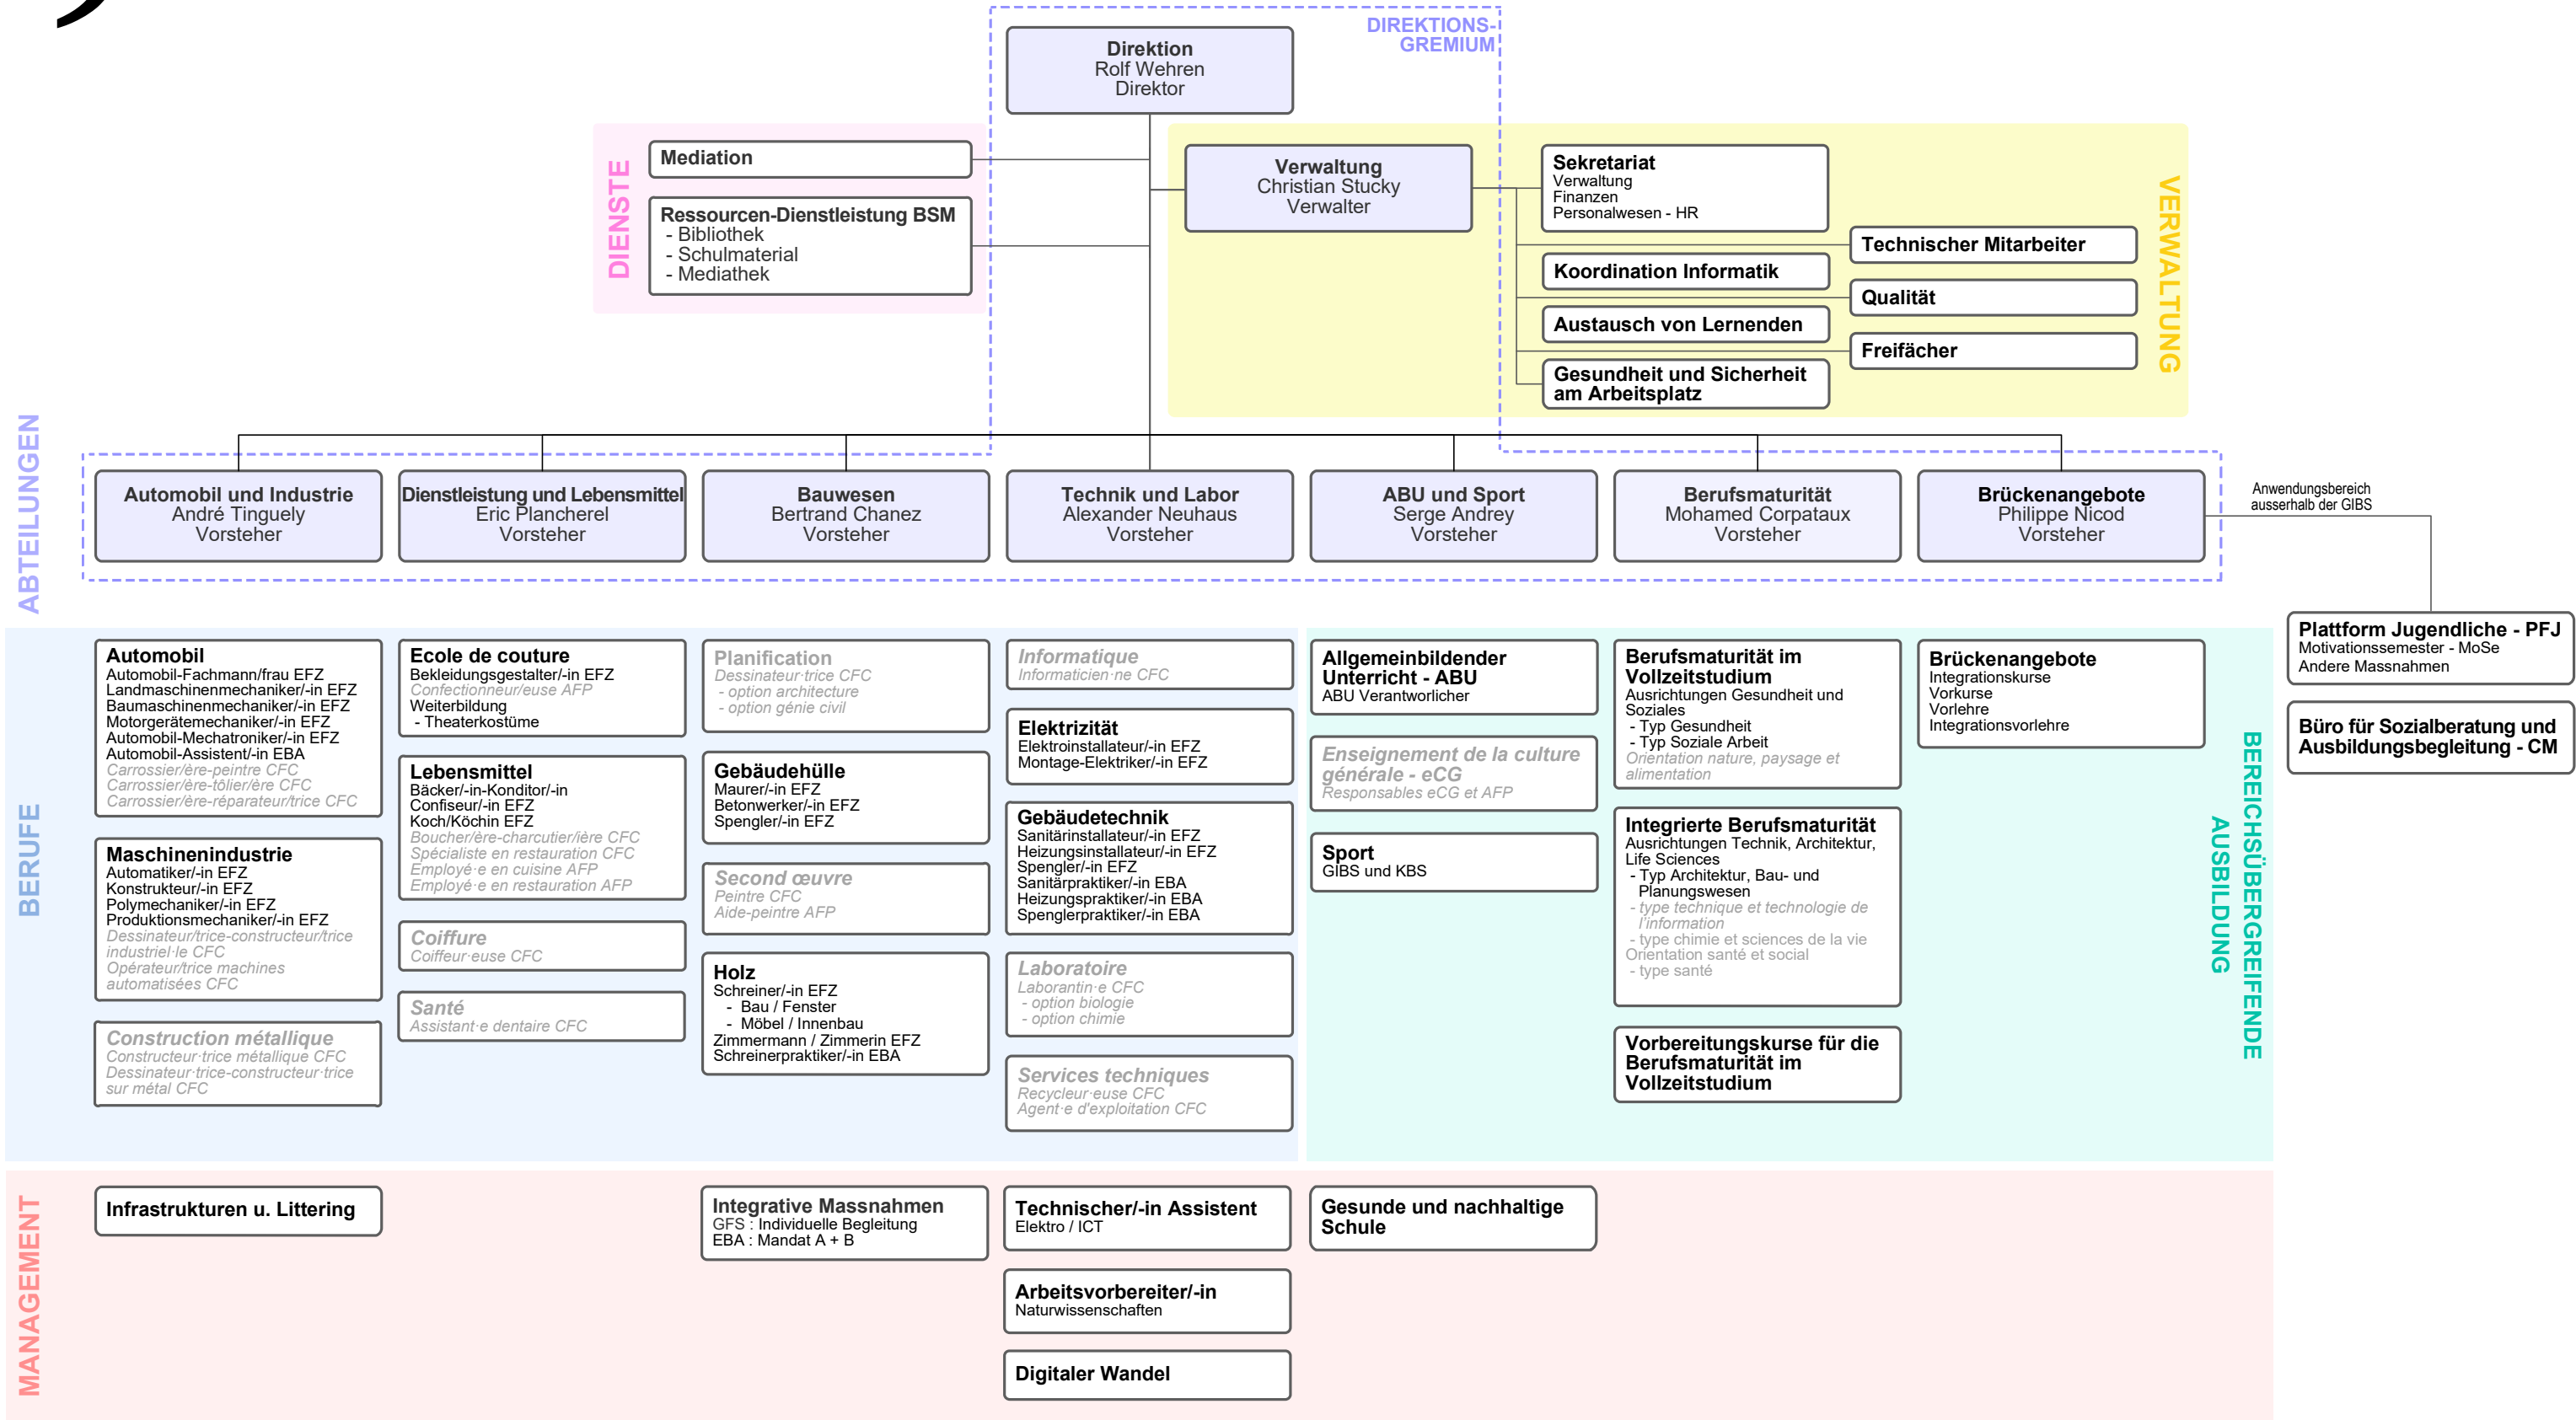 DIREKTIONS-
GREMIUM
Direktion
Rolf Wehren
Direktor
DIENSTE
Mediation
Ressourcen-Dienstleistung BSM
- Bibliothek
- Schulmaterial
- Mediathek
Verwaltung
Christian Stucky
Verwalter
Sekretariat
Verwaltung
Finanzen
Personalwesen - HR
Technischer Mitarbeiter
Koordination Informatik
Qualität
Austausch von Lernenden
Freifächer
Gesundheit und Sicherheit
am Arbeitsplatz
VERWALTUNG
ABTEILUNGEN
Automobil und Industrie
André Tinguely
Vorsteher
Dienstleistung und Lebensmittel
Eric Plancherel
Vorsteher
Bauwesen
Bertrand Chanez
Vorsteher
Technik und Labor
Alexander Neuhaus
Vorsteher
ABU und Sport
Serge Andrey
Vorsteher
Berufsmaturität
Mohamed Corpataux
Vorsteher
Brückenangebote
Philippe Nicod
Vorsteher
Anwendungsbereich
ausserhalb der GIBS
Plattform Jugendliche - PFJ
Motivationssemester - MoSe
Andere Massnahmen
Büro für Sozialberatung und
Ausbildungsbegleitung - CM
BERUFE
Automobil
Automobil-Fachmann/frau EFZ
Landmaschinenmechaniker/-in EFZ
Baumaschinenmechaniker/-in EFZ
Motorgerätemechaniker/-in EFZ
Automobil-Mechatroniker/-in EFZ
Automobil-Assistent/-in EBA
Carrossier/ère-peintre CFC
Carrossier/ère-tôlier/ère CFC
Carrossier/ère-réparateur/trice CFC
Maschinenindustrie
Automatiker/-in EFZ
Konstrukteur/-in EFZ
Polymechaniker/-in EFZ
Produktionsmechaniker/-in EFZ
Dessinateur/trice-constructeur/trice
industriel·le CFC
Opérateur/trice machines
automatisées CFC
Construction métallique
Constructeur·trice métallique CFC
Dessinateur·trice-constructeur·trice
sur métal CFC
Ecole de couture
Bekleidungsgestalter/-in EFZ
Confectionneur/euse AFP
Weiterbildung
- Theaterkostüme
Lebensmittel
Bäcker/-in-Konditor/-in
Confiseur/-in EFZ
Koch/Köchin EFZ
Boucher/ère-charcutier/ière CFC
Spécialiste en restauration CFC
Employé·e en cuisine AFP
Employé·e en restauration AFP
Coiffure
Coiffeur·euse CFC
Santé
Assistant·e dentaire CFC
Planification
Dessinateur·trice CFC
- option architecture
- option génie civil
Gebäudehülle
Maurer/-in EFZ
Betonwerker/-in EFZ
Spengler/-in EFZ
Second œuvre
Peintre CFC
Aide-peintre AFP
Holz
Schreiner/-in EFZ
- Bau / Fenster
- Möbel / Innenbau
Zimmermann / Zimmerin EFZ
Schreinerpraktiker/-in EBA
Informatique
Informaticien·ne CFC
Elektrizität
Elektroinstallateur/-in EFZ
Montage-Elektriker/-in EFZ
Gebäudetechnik
Sanitärinstallateur/-in EFZ
Heizungsinstallateur/-in EFZ
Spengler/-in EFZ
Sanitärpraktiker/-in EBA
Heizungspraktiker/-in EBA
Spenglerpraktiker/-in EBA
Laboratoire
Laborantin·e CFC
- option biologie
- option chimie
Services techniques
Recycleur·euse CFC
Agent·e d'exploitation CFC
Allgemeinbildender
Unterricht - ABU
ABU Verantworlicher
Enseignement de la culture
générale - eCG
Responsables eCG et AFP
Sport
GIBS und KBS
Berufsmaturität im
Vollzeitstudium
Ausrichtungen Gesundheit und
Soziales
- Typ Gesundheit
- Typ Soziale Arbeit
Orientation nature, paysage et
alimentation
Integrierte Berufsmaturität
Ausrichtungen Technik, Architektur,
Life Sciences
- Typ Architektur, Bau- und
Planungswesen
- type technique et technologie de
l'information
- type chimie et sciences de la vie
Orientation santé et social
- type santé
Vorbereitungskurse für die
Berufsmaturität im
Vollzeitstudium
Brückenangebote
Integrationskurse
Vorkurse
Vorlehre
Integrationsvorlehre
BEREICHSÜBERGREIFENDE
AUSBILDUNG
MANAGEMENT
Infrastrukturen u. Littering
Integrative Massnahmen
GFS : Individuelle Begleitung
EBA : Mandat A + B
Technischer/-in Assistent
Elektro / ICT
Arbeitsvorbereiter/-in
Naturwissenschaften
Digitaler Wandel
Gesunde und nachhaltige
Schule